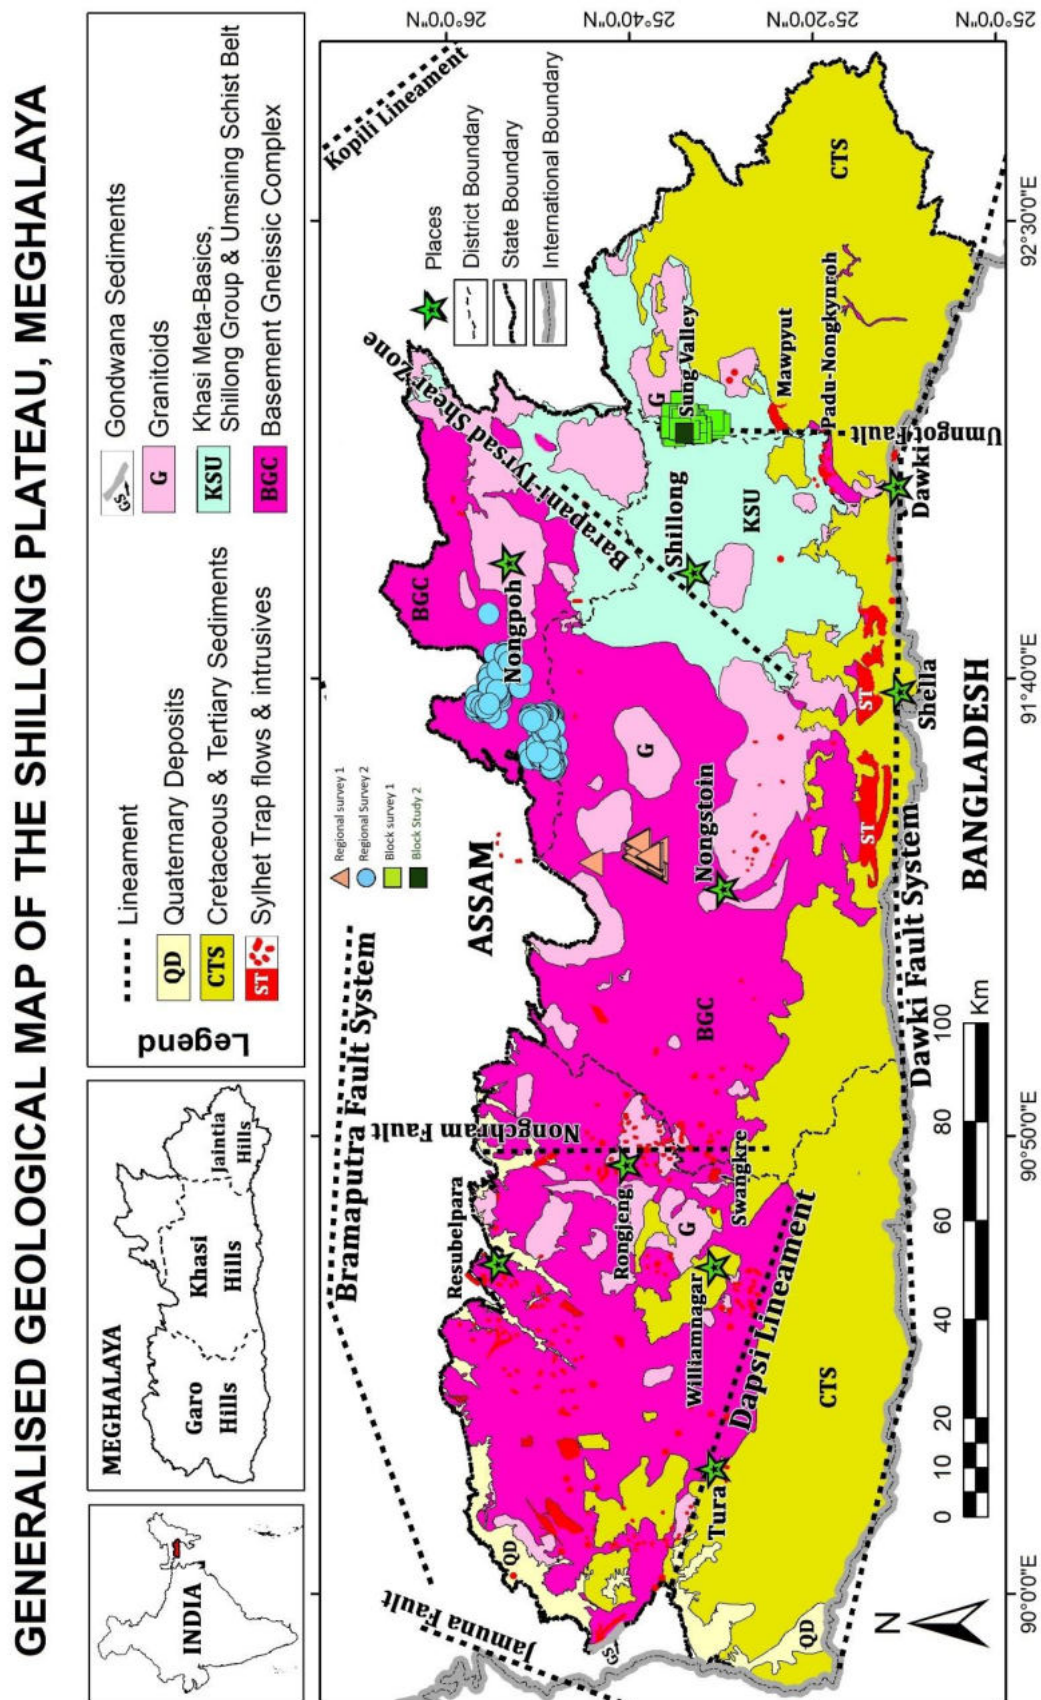 GENERALISED GEOLOGICAL MAP OF THE SHILLONG PLATEAU, MEGHALAYA
INDIA
MEGHALAYA
Garo
Hills
Khasi
Hills
Jaintia
Hills
Legend
Lineament
QD
Quaternary Deposits
CTS
Cretaceous & Tertiary Sediments
ST
Sylhet Trap flows & intrusives
GS
Gondwana Sediments
G
Granitoids
KSU
Khasi Meta-Basics,
Shillong Group & Umsning Schist Belt
BGC
Basement Gneissic Complex
Places
District Boundary
State Boundary
International Boundary
Regional survey 1
Regional Survey 2
Block survey 1
Block Study 2
Kopili Lineament
Bramaputra Fault System
ASSAM
Jamuna Fault
Nongchram Fault
Barapani-Tyrsad Shear Zone
Umngot Fault
Dapsi Lineament
Dawki Fault System
BANGLADESH
Resubelpara
Rongjeng
Williamnagar
Swangkre
Tura
Nongstoin
Nongpoh
Shillong
Sung Valley
Mawpyut
Padu-Nongkynroh
Dawki
Shella
QD
QD
GS
G
G
G
BGC
BGC
KSU
CTS
CTS
ST
ST
N
0 10 20 40 60 80 100
Km
90°0'0"E
90°50'0"E
91°40'0"E
92°30'0"E
26°0'0"N
25°40'0"N
25°20'0"N
25°0'0"N